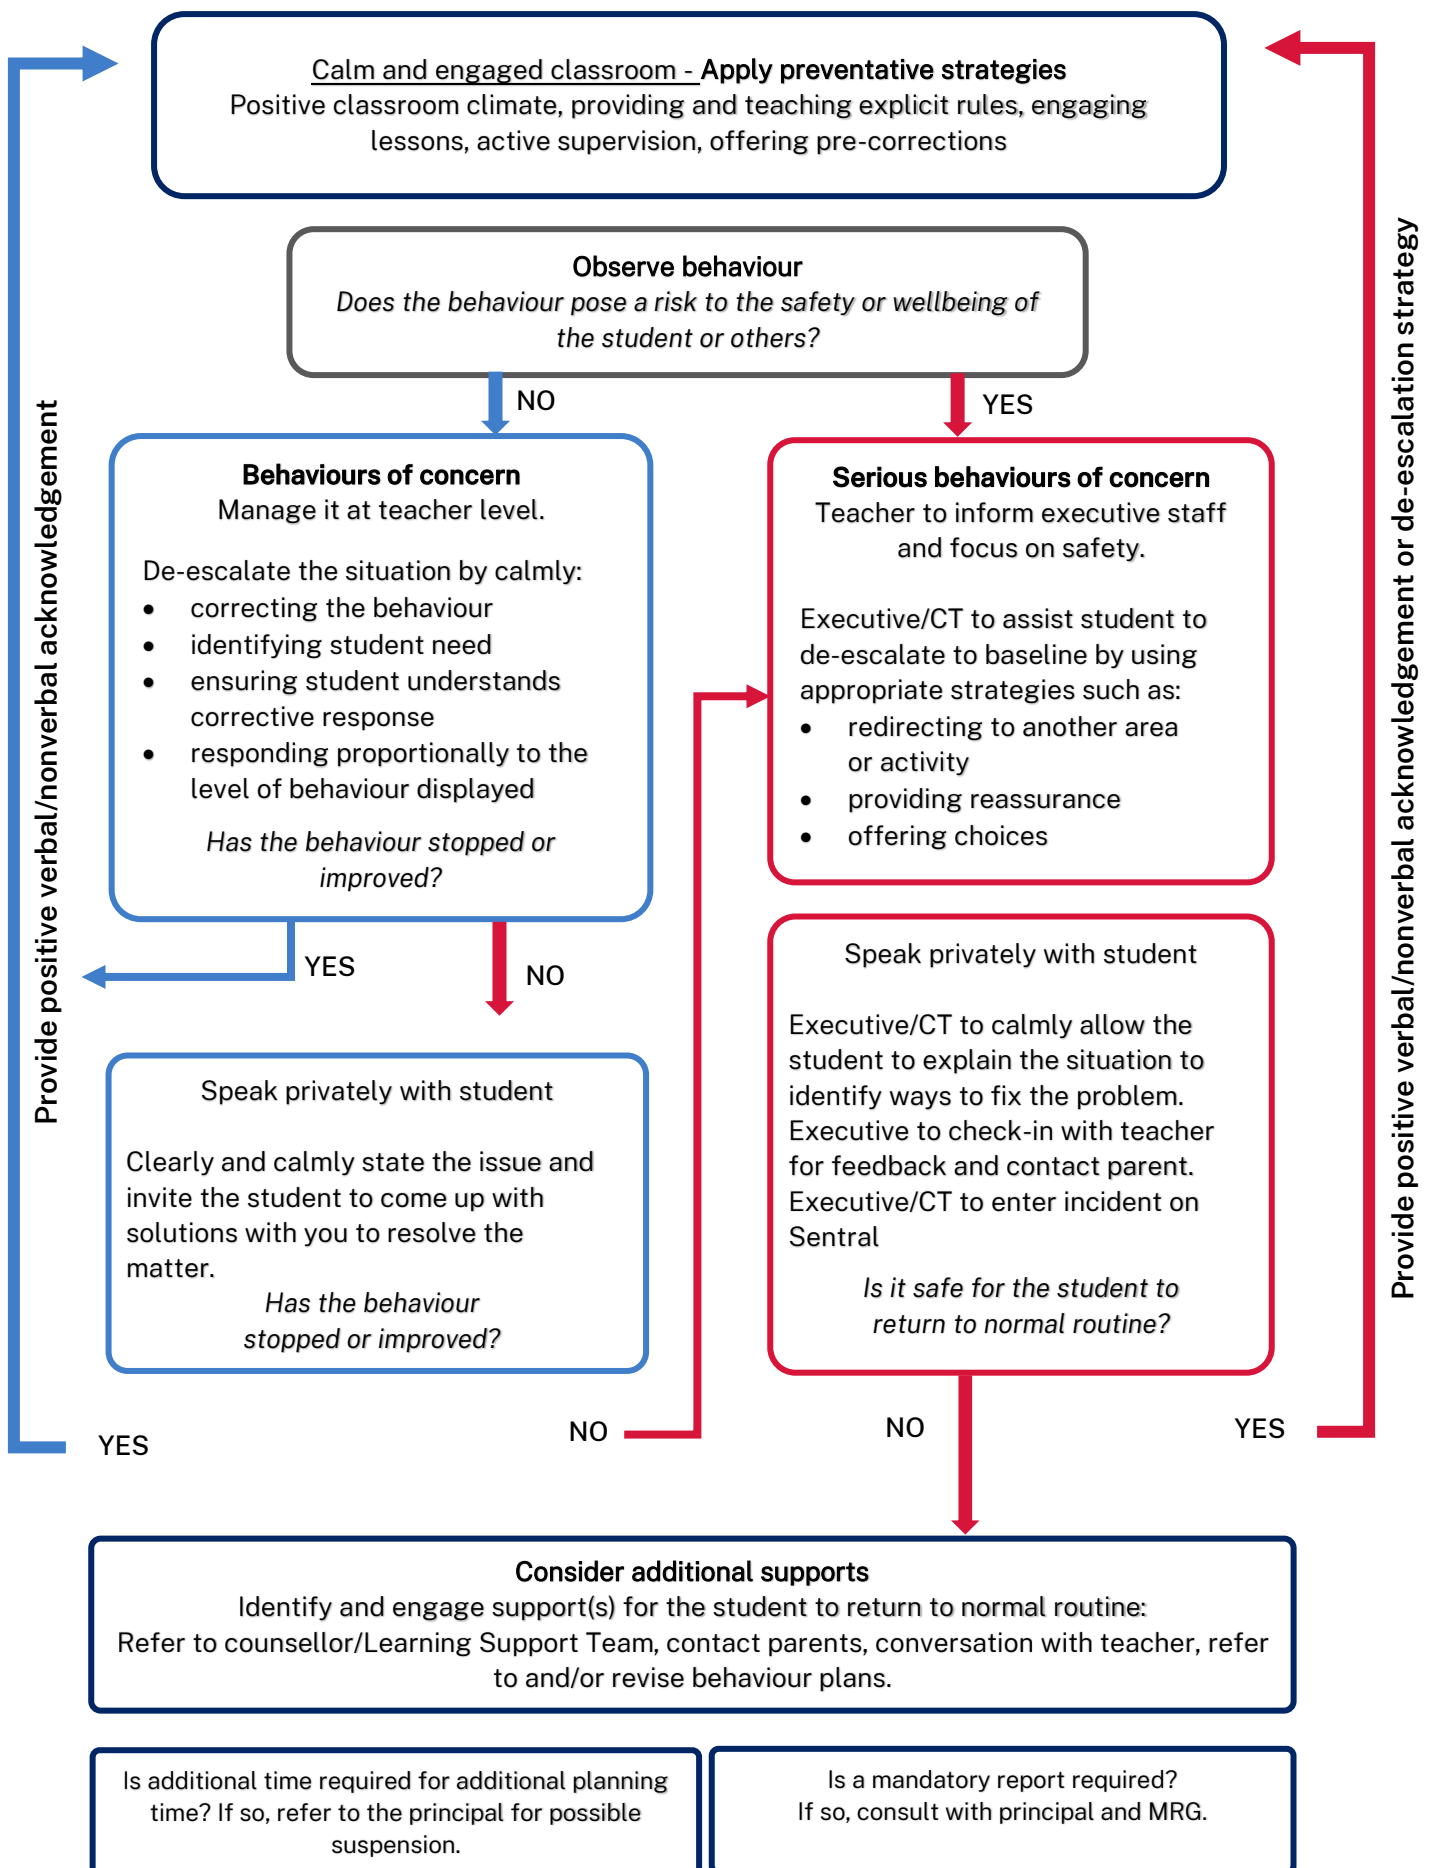 Calm and engaged classroom - Apply preventative strategies
Positive classroom climate, providing and teaching explicit rules, engaging
lessons, active supervision, offering pre-corrections
Observe behaviour
Does the behaviour pose a risk to the safety or wellbeing of
the student or others?
NO
YES
Behaviours of concern
Manage it at teacher level.
De-escalate the situation by calmly:
• correcting the behaviour
• identifying student need
• ensuring student understands
corrective response
• responding proportionally to the
level of behaviour displayed
Has the behaviour stopped or
improved?
YES
NO
Speak privately with student
Clearly and calmly state the issue and
invite the student to come up with
solutions with you to resolve the
matter.
Has the behaviour
stopped or improved?
YES
NO
Provide positive verbal/nonverbal acknowledgement
Serious behaviours of concern
Teacher to inform executive staff
and focus on safety.
Executive/CT to assist student to
de-escalate to baseline by using
appropriate strategies such as:
• redirecting to another area
or activity
• providing reassurance
• offering choices
Speak privately with student
Executive/CT to calmly allow the
student to explain the situation to
identify ways to fix the problem.
Executive to check-in with teacher
for feedback and contact parent.
Executive/CT to enter incident on
Sentral
Is it safe for the student to
return to normal routine?
NO
YES
Provide positive verbal/nonverbal acknowledgement or de-escalation strategy
Consider additional supports
Identify and engage support(s) for the student to return to normal routine:
Refer to counsellor/Learning Support Team, contact parents, conversation with teacher, refer
to and/or revise behaviour plans.
Is additional time required for additional planning
time? If so, refer to the principal for possible
suspension.
Is a mandatory report required?
If so, consult with principal and MRG.